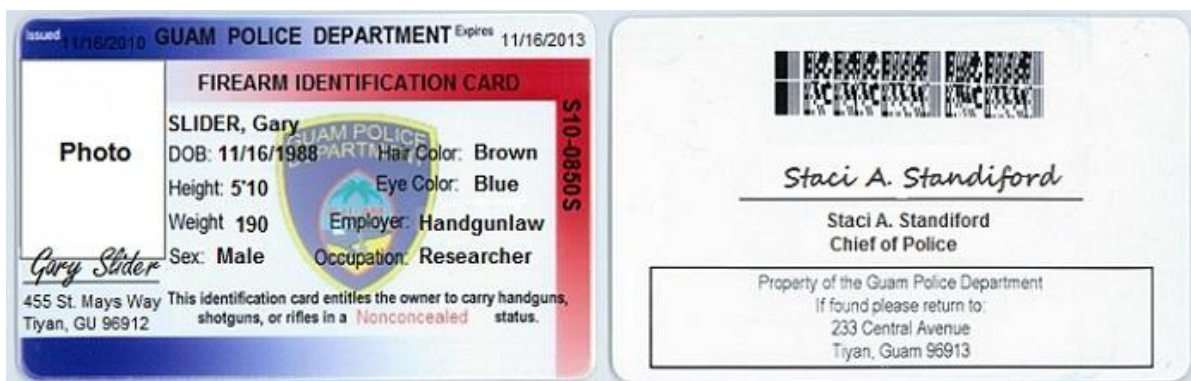 Issued 11/16/2010 GUAM POLICE DEPARTMENT Expires 11/16/2013
FIREARM IDENTIFICATION CARD
Photo
SLIDER, Gary
DOB: 11/16/1988 Hair Color: Brown
Height: 5'10 Eye Color: Blue
Weight 190 Employer: Handgunlaw
Sex: Male Occupation: Researcher
Gary Slider
455 St. Mays Way
Tiyan, GU 96912
This identification card entitles the owner to carry handguns,
shotguns, or rifles in a Nonconcealed status.
S10-0850S
GUAM POLICE
DEPARTMENT
GUAM
Staci A. Standiford
Staci A. Standiford
Chief of Police
Property of the Guam Police Department
If found please return to:
233 Central Avenue
Tiyan, Guam 96913